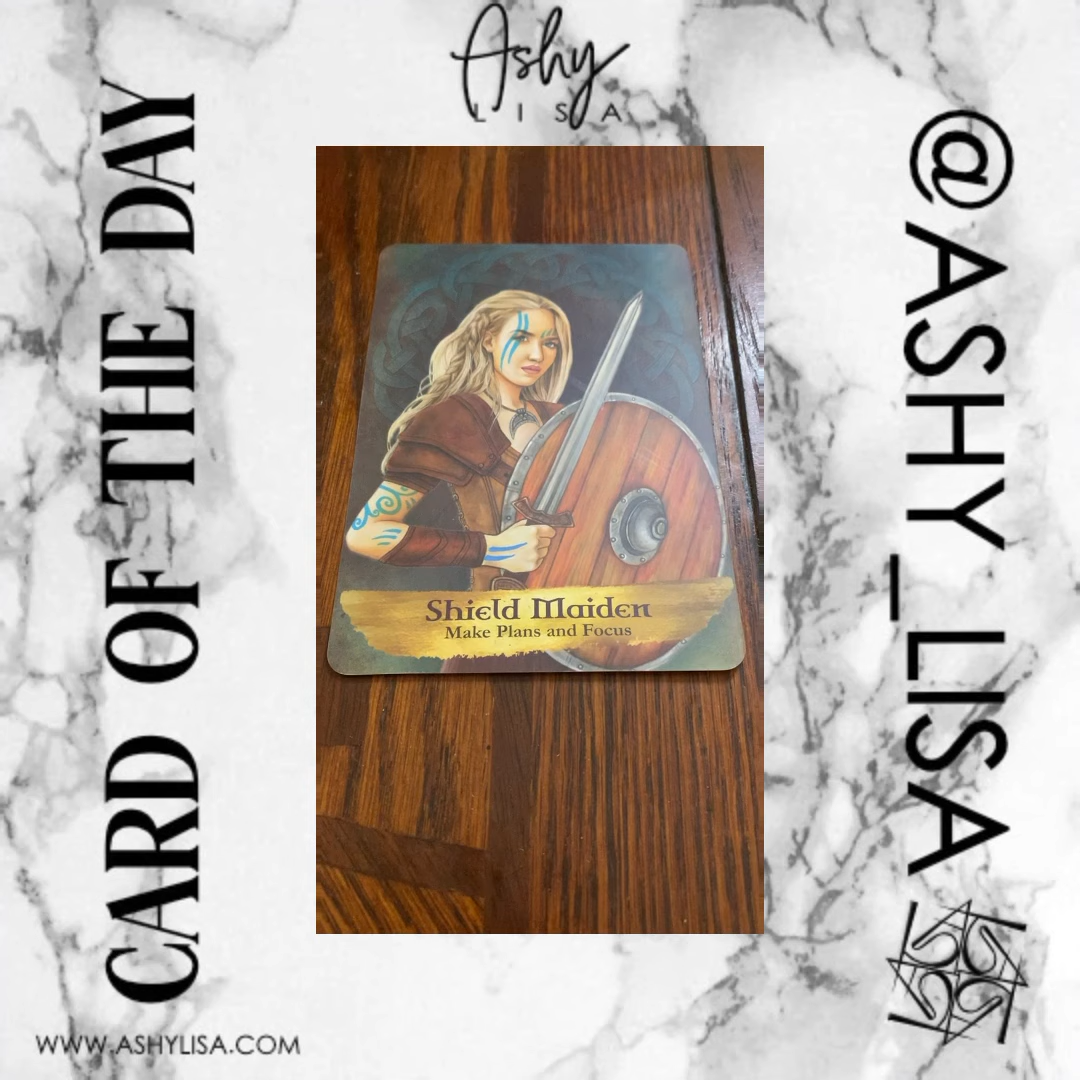 Ashy
LISA
CARD OF THE DAY
@ASHY_LISA
Shield Maiden
Make Plans and Focus
WWW.ASHYLISA.COM